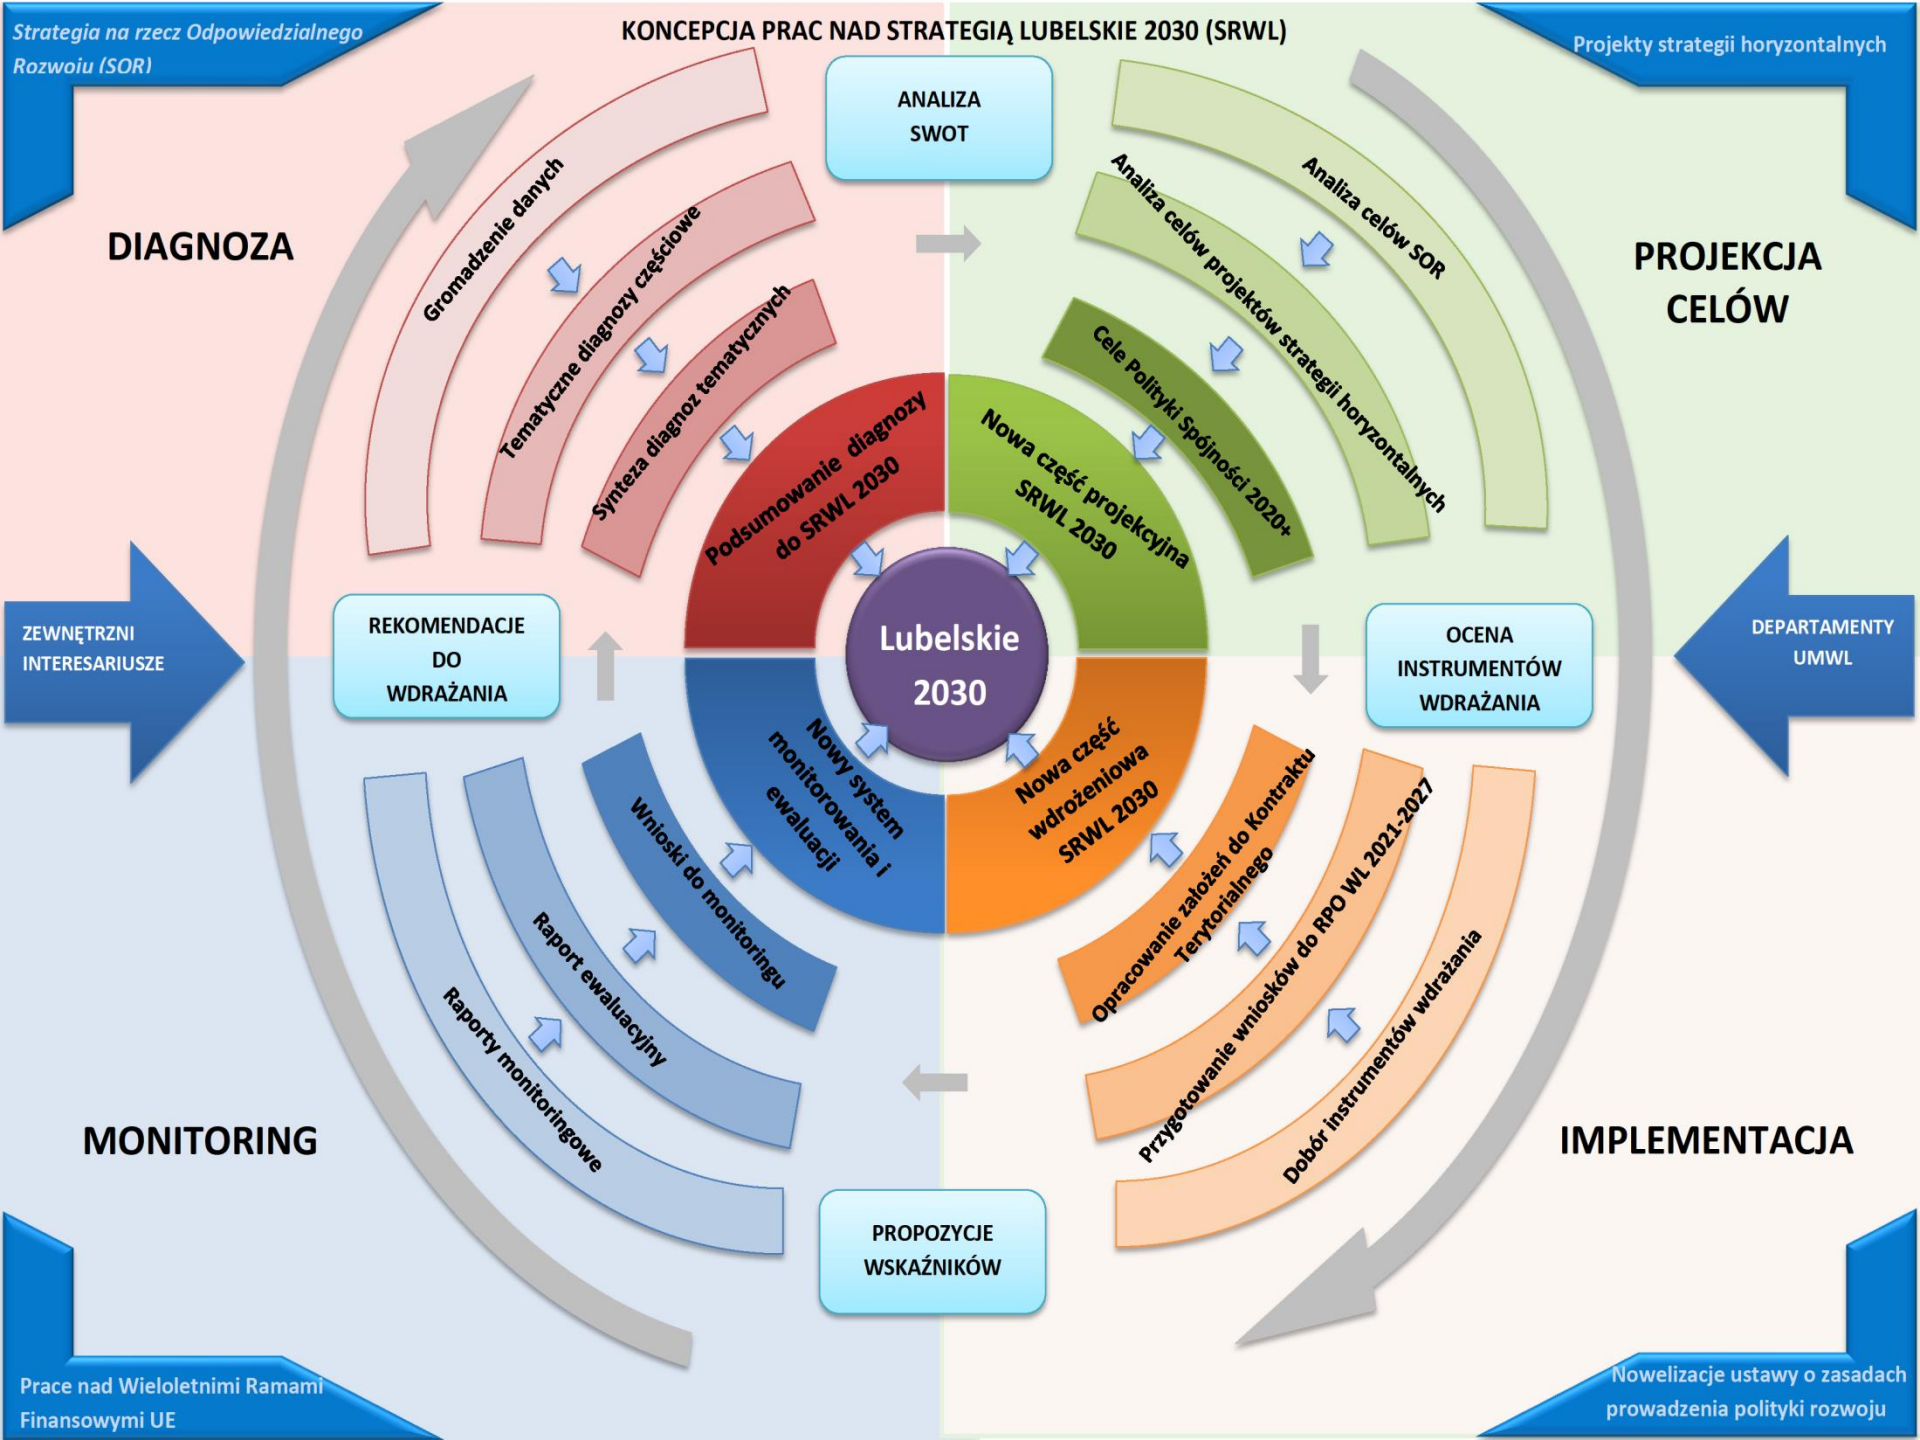 Strategia na rzecz Odpowiedzialnego
Rozwoju (SOR)
KONCEPCJA PRAC NAD STRATEGIĄ LUBELSKIE 2030 (SRWL)
Projekty strategii horyzontalnych
ANALIZA
SWOT
DIAGNOZA
Gromadzenie danych
Tematyczne diagnozy częściowe
Synteza diagnoz tematycznych
Podsumowanie diagnozy
do SRWL 2030
PROJEKCJA
CELÓW
Analiza celów SOR
Analiza celów projektów strategii horyzontalnych
Cele Polityki Spójności 2020+
Nowa część projekcyjna
SRWL 2030
ZEWNĘTRZNI
INTERESARIUSZE
REKOMENDACJE
DO
WDRAŻANIA
Lubelskie
2030
OCENA
INSTRUMENTÓW
WDRAŻANIA
DEPARTAMENTY
UMWL
Nowy system
monitorowania i
ewaluacji
Wnioski do monitoringu
Raport ewaluacyjny
Raporty monitoringowe
MONITORING
Nowa część
wdrożeniowa
SRWL 2030
Opracowanie założeń do Kontraktu
Terytorialnego
Przygotowanie wniosków do RPO WL 2021-2027
Dobór instrumentów wdrażania
IMPLEMENTACJA
PROPOZYCJE
WSKAŹNIKÓW
Prace nad Wieloletnimi Ramami
Finansowymi UE
Nowelizacje ustawy o zasadach
prowadzenia polityki rozwoju